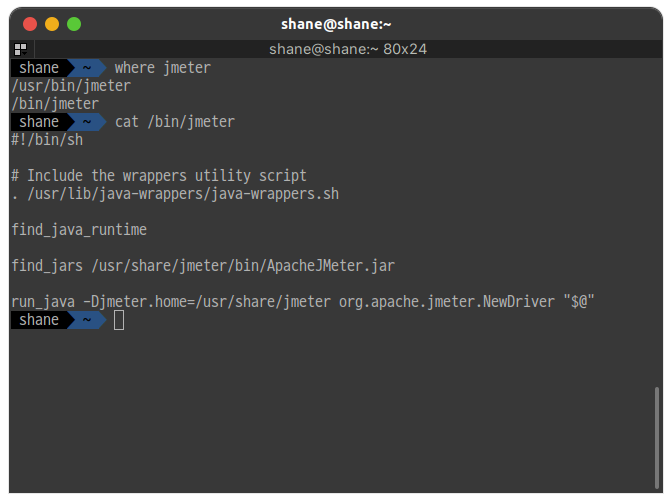 shane@shane:~
shane@shane:~ 80x24
shane ~ where jmeter
/usr/bin/jmeter
/bin/jmeter
shane ~ cat /bin/jmeter
#!/bin/sh
# Include the wrappers utility script
. /usr/lib/java-wrappers/java-wrappers.sh
find_java_runtime
find_jars /usr/share/jmeter/bin/ApacheJMeter.jar
run_java -Djmeter.home=/usr/share/jmeter org.apache.jmeter.NewDriver "$@"
shane ~